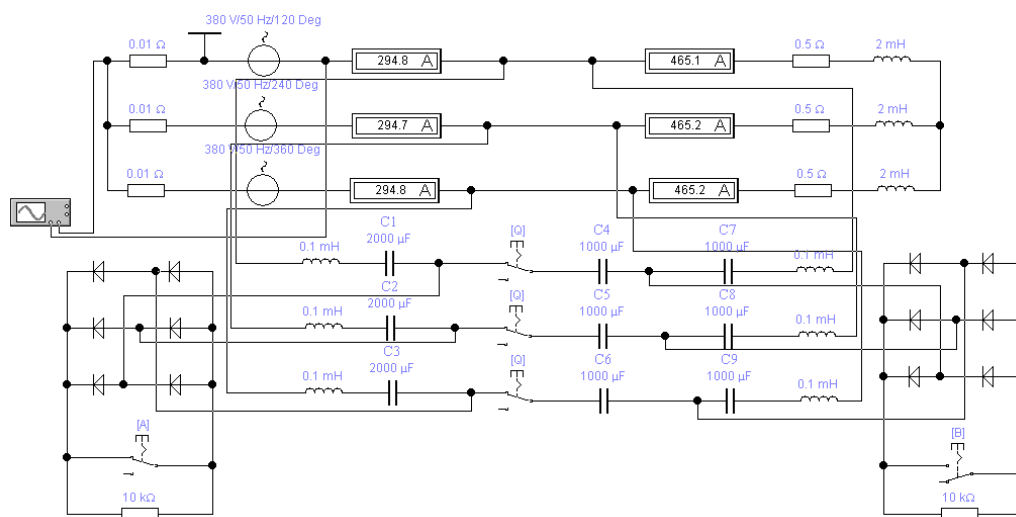 380 V/50 Hz/120 Deg
0.01 Ω
294.8 A
465.1 A
0.5 Ω
2 mH
380 V/50 Hz/240 Deg
0.01 Ω
294.7 A
465.2 A
0.5 Ω
2 mH
380 V/50 Hz/360 Deg
0.01 Ω
294.8 A
465.2 A
0.5 Ω
2 mH
C1
2000 µF
0.1 mH
[Q]
C4
1000 µF
C7
1000 µF
0.1 mH
C2
2000 µF
0.1 mH
[Q]
C5
1000 µF
C8
1000 µF
0.1 mH
C3
2000 µF
0.1 mH
[Q]
C6
1000 µF
C9
1000 µF
0.1 mH
[A]
[B]
10 kΩ
10 kΩ